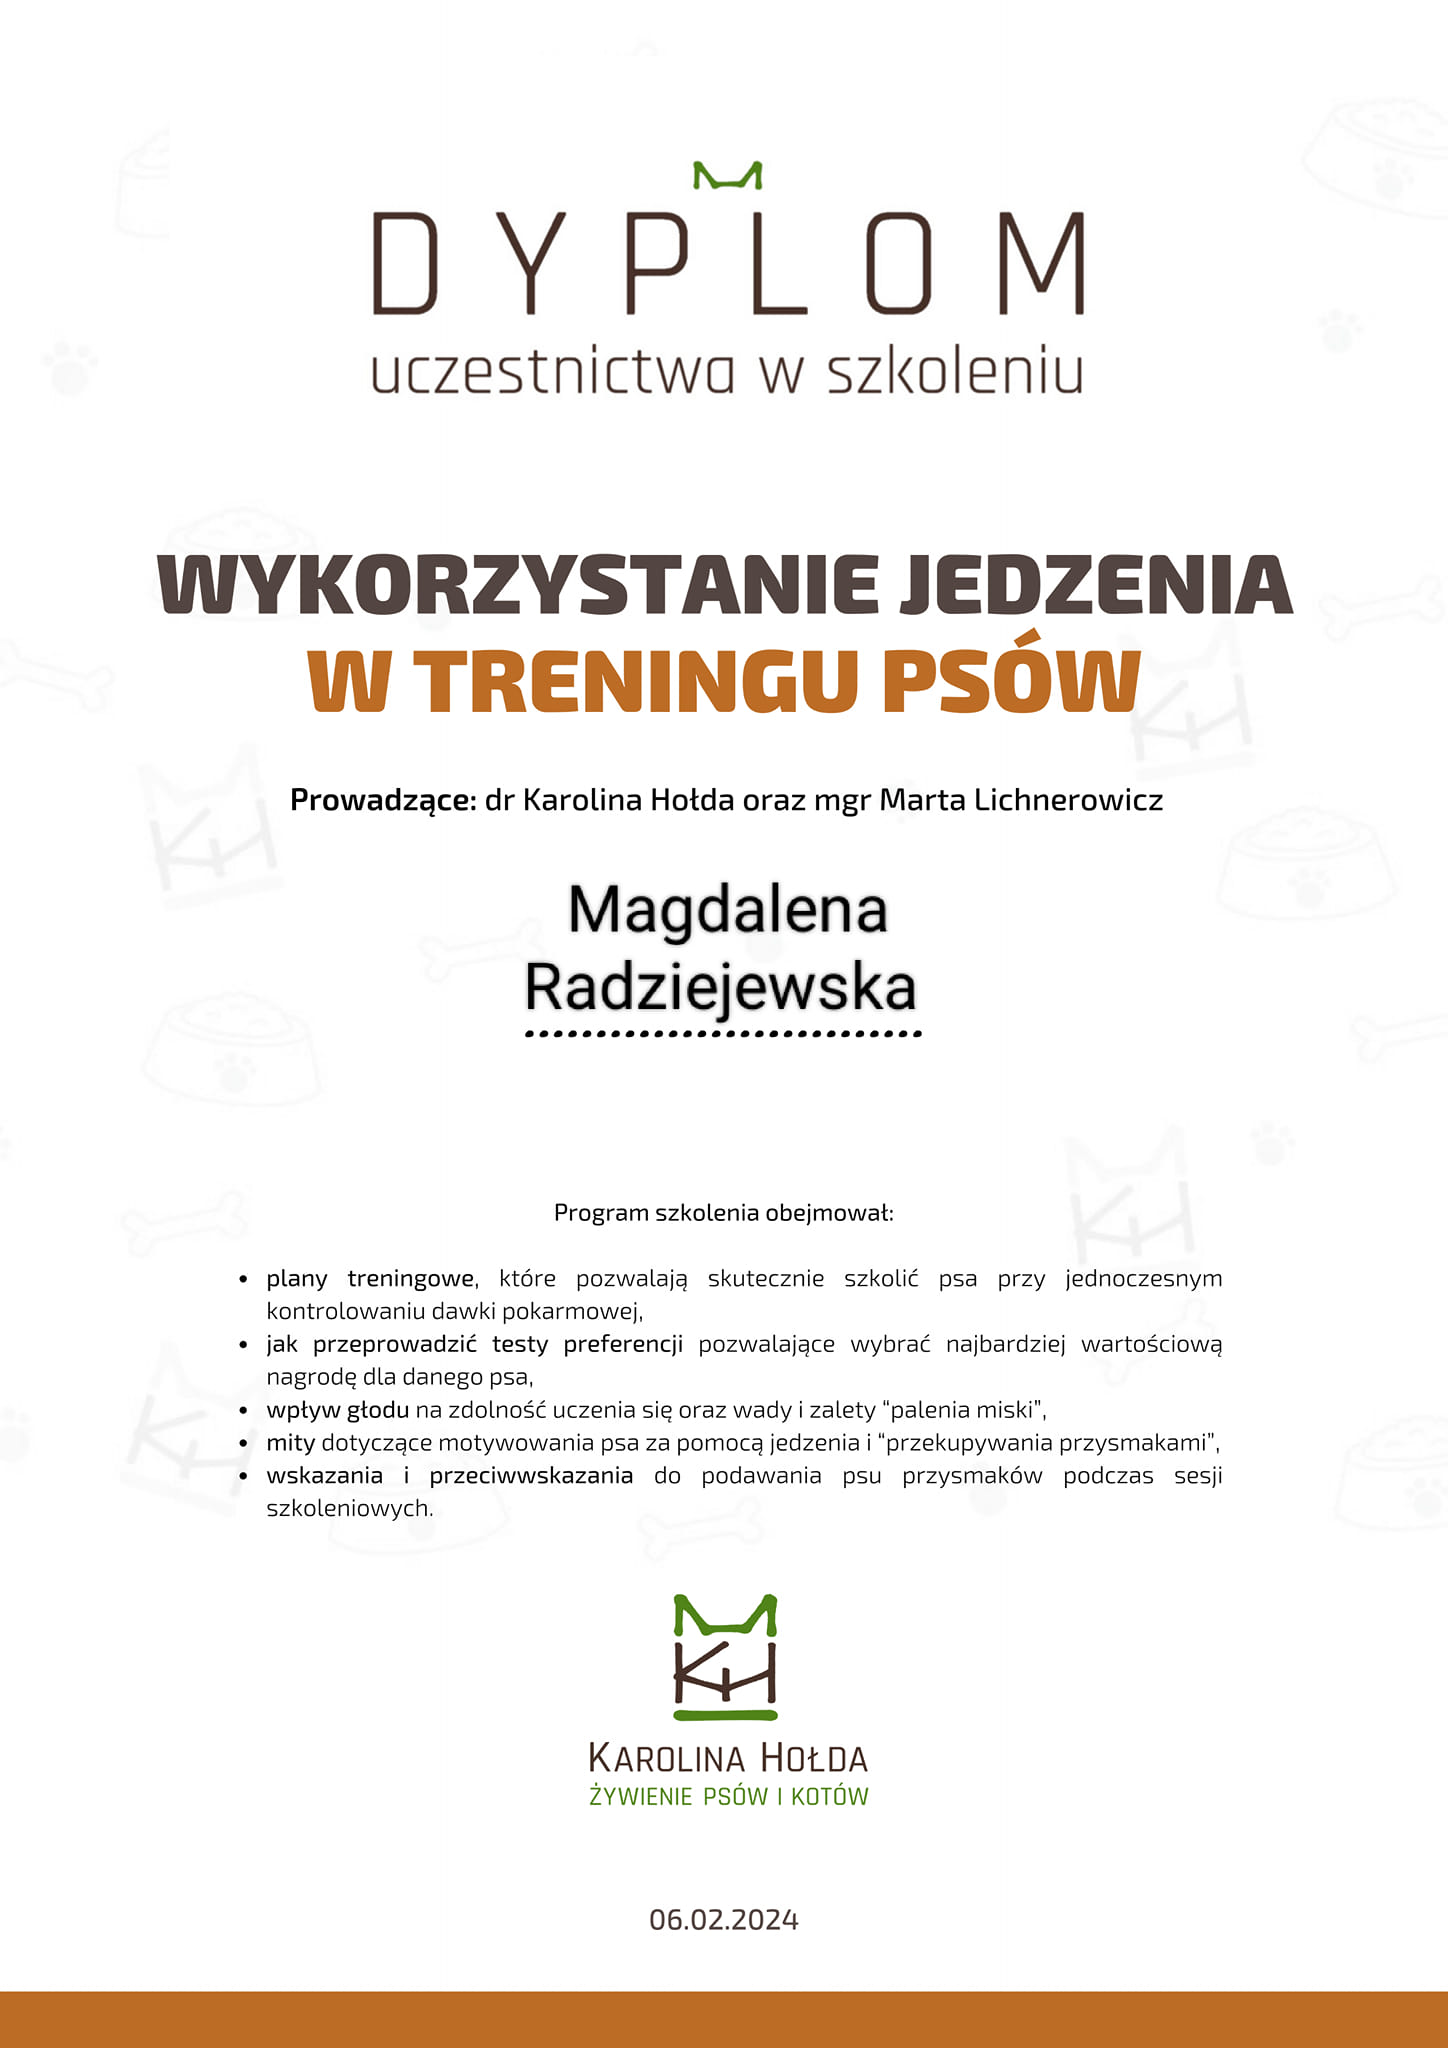 DYPLOM
uczestnictwa w szkoleniu
WYKORZYSTANIE JEDZENIA
W TRENINGU PSÓW
Prowadzące: dr Karolina Hołda oraz mgr Marta Lichnerowicz
Magdalena
Radziejewska
Program szkolenia obejmował:
• plany treningowe, które pozwalają skutecznie szkolić psa przy jednoczesnym
kontrolowaniu dawki pokarmowej,
• jak przeprowadzić testy preferencji pozwalające wybrać najbardziej wartościową
nagrodę dla danego psa,
• wpływ głodu na zdolność uczenia się oraz wady i zalety “palenia miski”,
• mity dotyczące motywowania psa za pomocą jedzenia i “przekupywania przysmakami”,
• wskazania i przeciwwskazania do podawania psu przysmaków podczas sesji
szkoleniowych.
KH
KAROLINA HOŁDA
ŻYWIENIE PSÓW I KOTÓW
06.02.2024